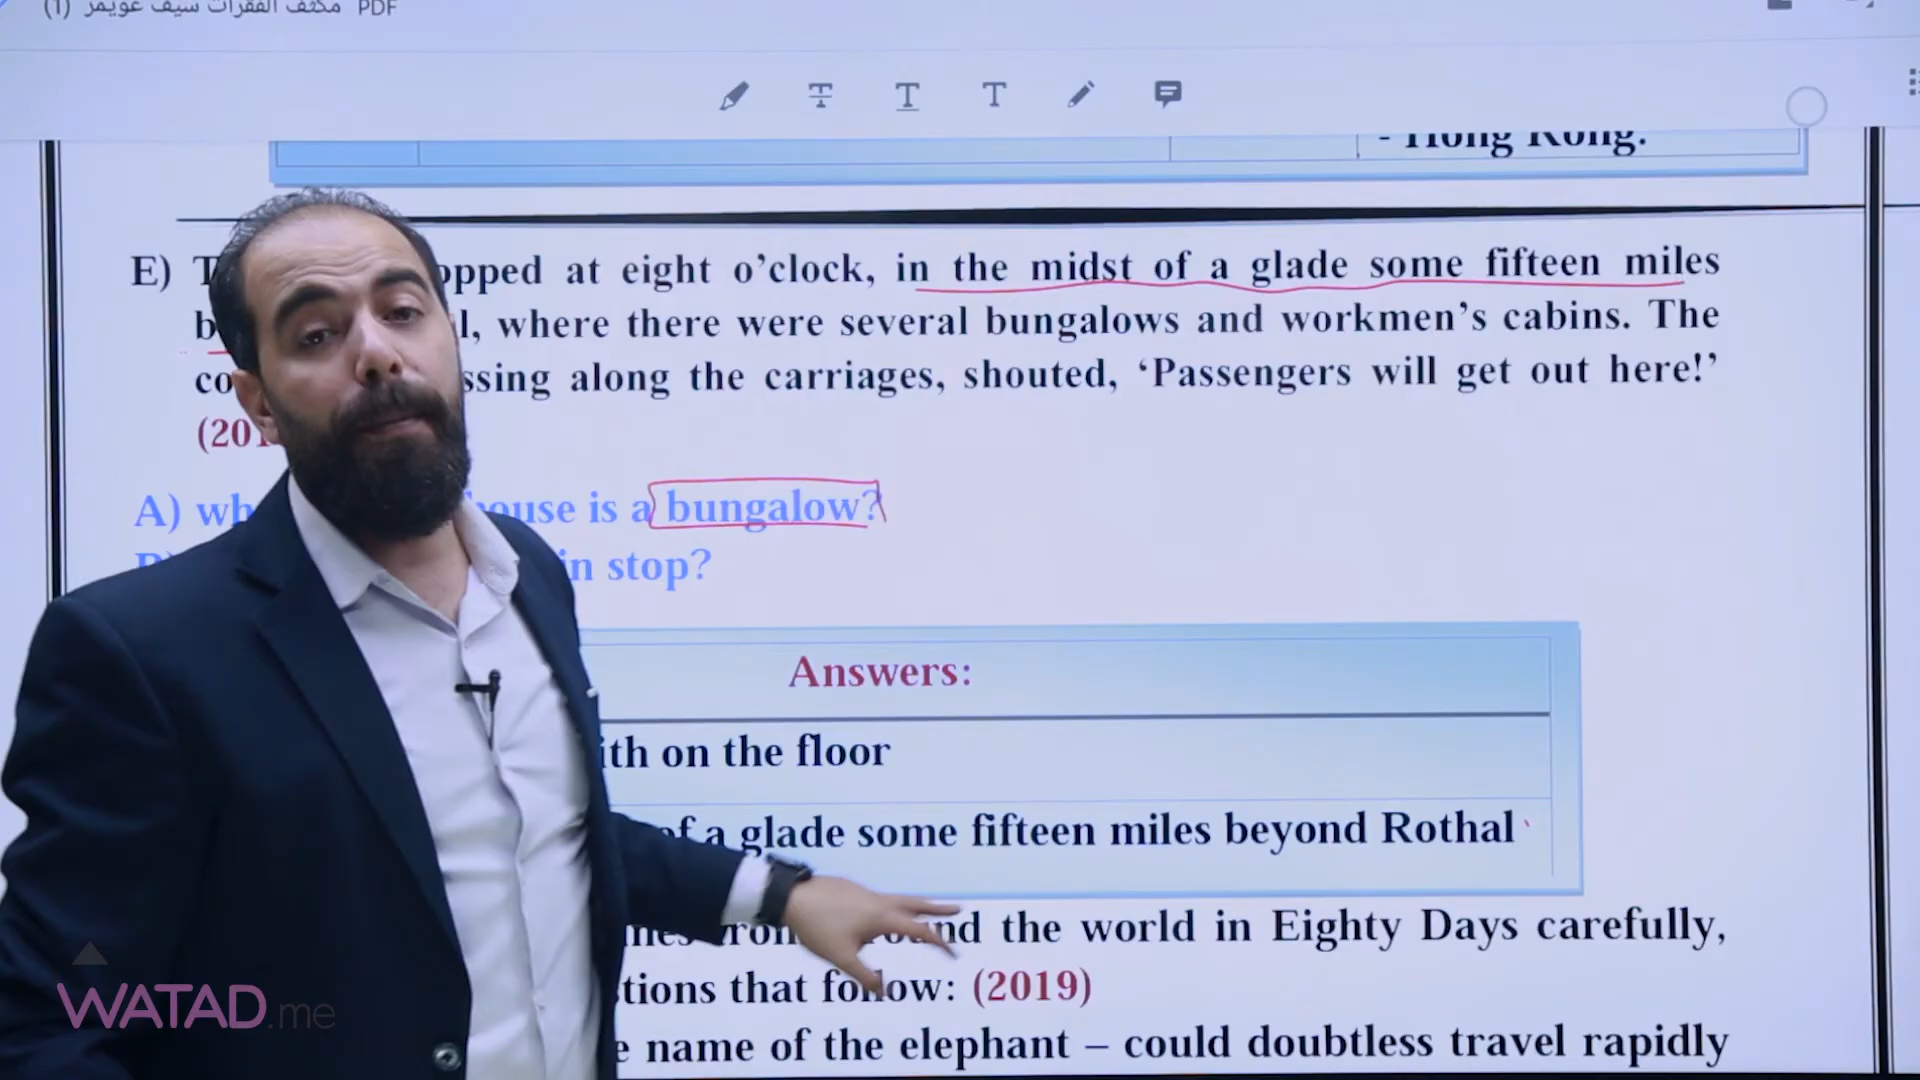 (1) مكثف الفقرات سيف عويمر PDF
- Hong Kong.
E) T opped at eight o’clock, in the midst of a glade some fifteen miles
b l, where there were several bungalows and workmen’s cabins. The
co ssing along the carriages, shouted, ‘Passengers will get out here!’
(201
A) wh house is a bungalow?
in stop?
Answers:
ith on the floor
of a glade some fifteen miles beyond Rothal
the world in Eighty Days carefully,
tions that follow: (2019)
e name of the elephant – could doubtless travel rapidly
WATAD.me